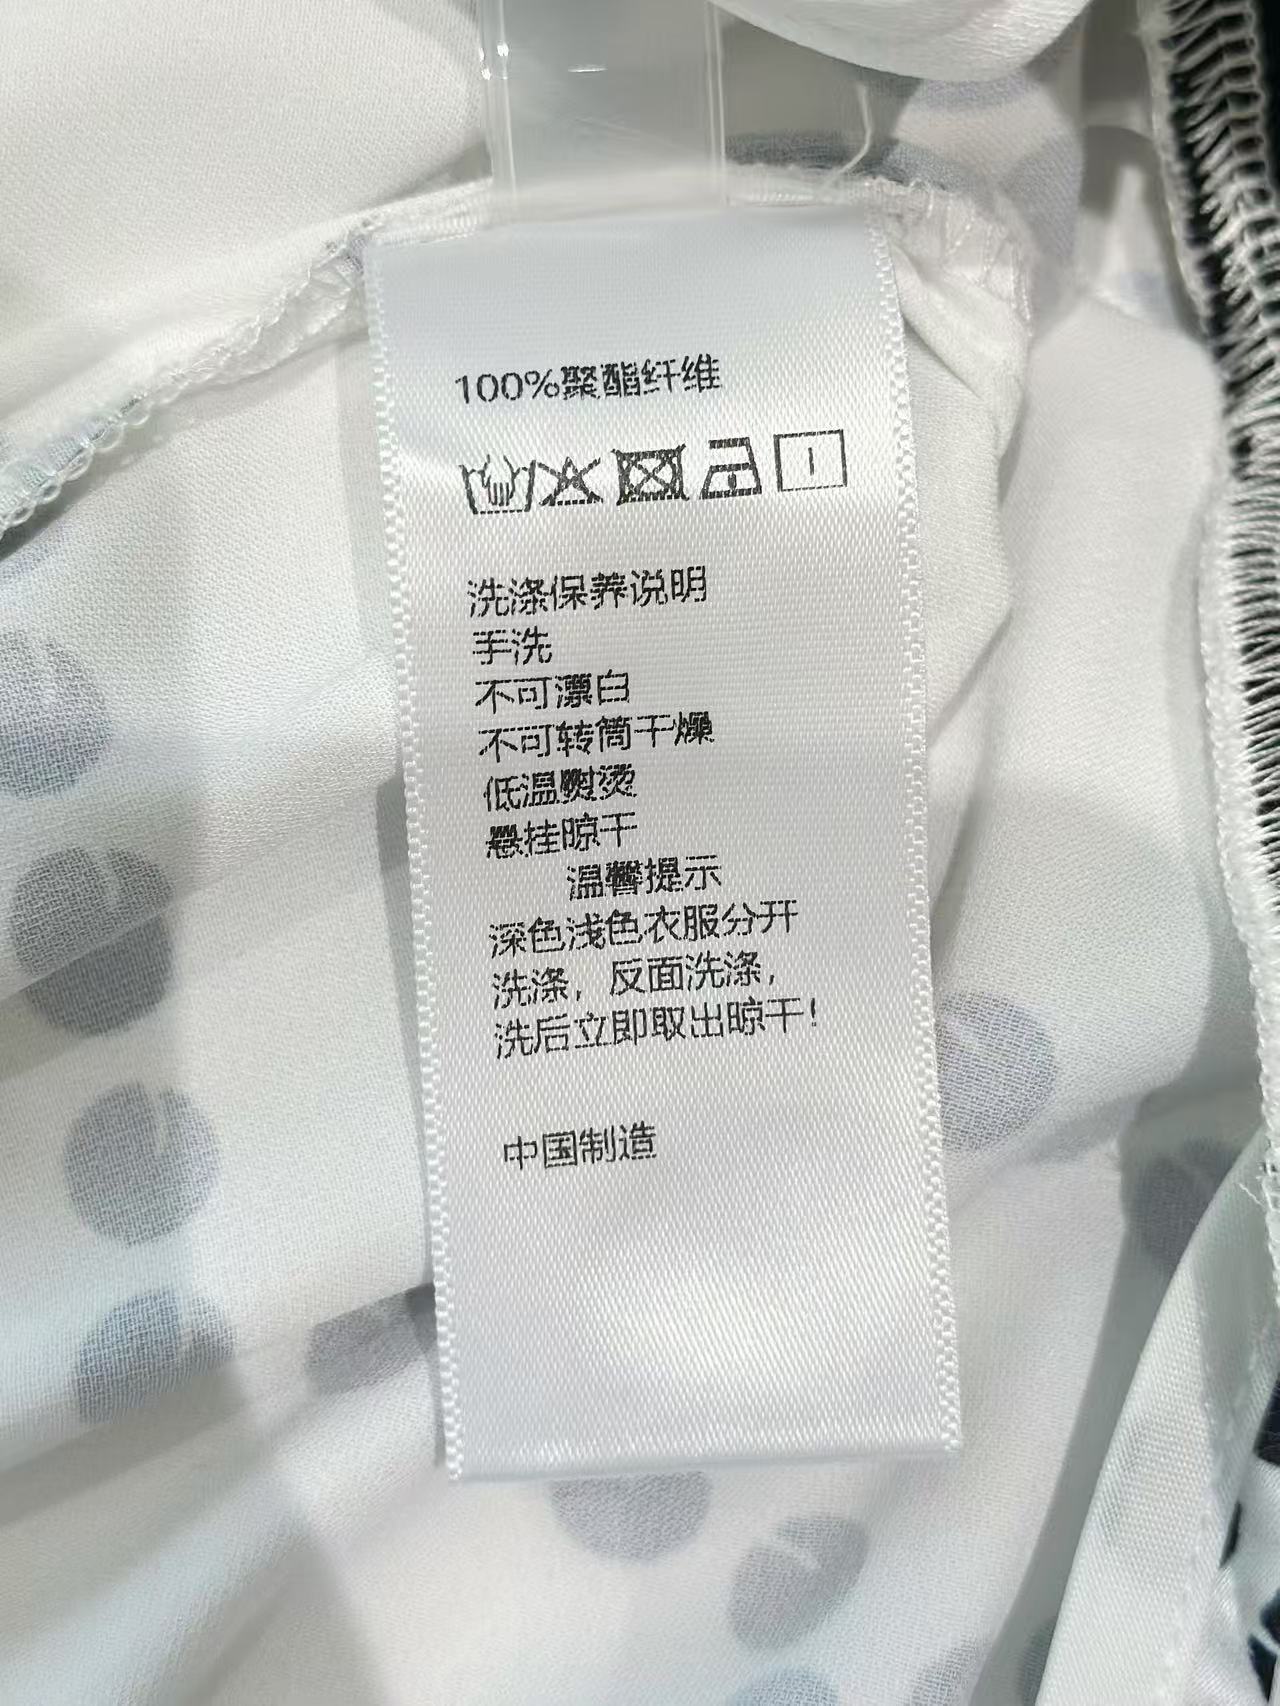 100%聚酯纤维
洗涤保养说明
手洗
不可漂白
不可转筒干燥
低温熨烫
悬挂晾干
温馨提示
深色浅色衣服分开
洗涤，反面洗涤，
洗后立即取出晾干！
中国制造